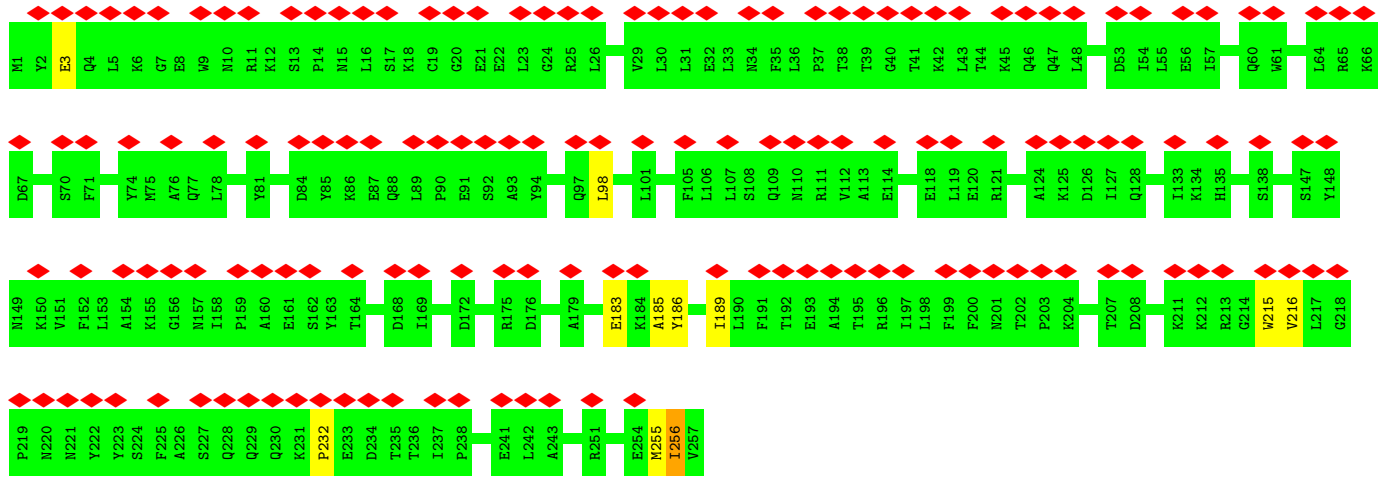 M1 Y2 E3 Q4 L5 K6 G7 E8 W9 N10 R11 K12 S13 P14 N15 L16 S17 K18 C19 G20 E21 E22 L23 G24 R25 L26 V29 L30 L31 E32 L33 N34 F35 L36 P37 T38 T39 G40 T41 K42 L43 T44 K45 Q46 Q47 L48 D53 I54 L55 E56 I57 Q60 W61 L64 R65 K66
D67 S70 F71 Y74 M75 A76 Q77 L78 Y81 D84 Y85 K86 E87 Q88 L89 P90 E91 S92 A93 Y94 Q97 L98 L101 F105 L106 L107 S108 Q109 N110 R111 V112 A113 E114 E118 L119 E120 R121 A124 K125 D126 I127 Q128 I133 K134 H135 S138 S147 Y148
N149 K150 V151 F152 L153 A154 K155 G156 N157 I158 P159 A160 E161 S162 Y163 T164 D168 I169 D172 R175 D176 A179 E183 K184 A185 Y186 I189 L190 F191 T192 E193 A194 T195 R196 I197 L198 F199 F200 N201 T202 P203 K204 T207 D208 K211 K212 R213 G214 W215 V216 L217 G218
P219 N220 N221 Y222 Y223 S224 F225 A226 S227 Q228 Q229 Q230 K231 P232 E233 D234 T235 T236 I237 P238 E241 L242 A243 R251 E254 M255 I256 V257